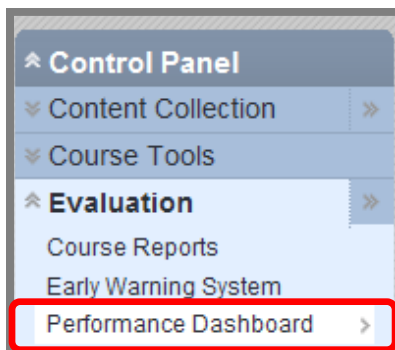 Control Panel
Content Collection
Course Tools
Evaluation
Course Reports
Early Warning System
Performance Dashboard